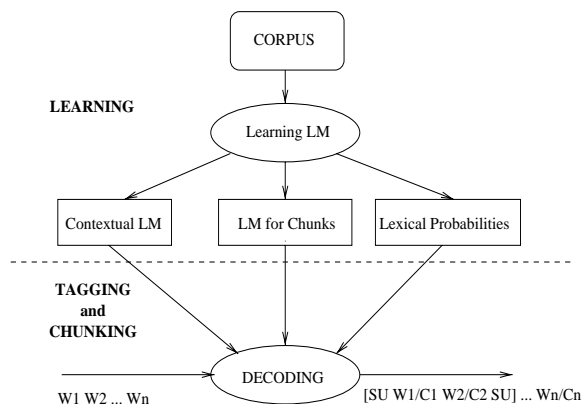 CORPUS
LEARNING
Learning LM
Contextual LM
LM for Chunks
Lexical Probabilities
TAGGING
and
CHUNKING
DECODING
W1 W2 ... Wn
[SU W1/C1 W2/C2 SU] ... Wn/Cn